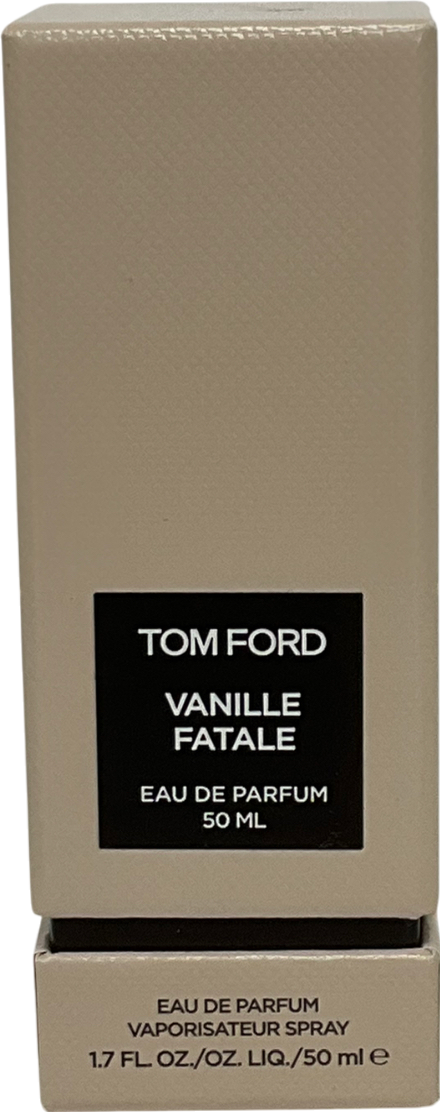 TOM FORD
VANILLE
FATALE
EAU DE PARFUM
50 ML
EAU DE PARFUM
VAPORISATEUR SPRAY
1.7 FL. OZ./OZ. LIQ./50 ml ℮